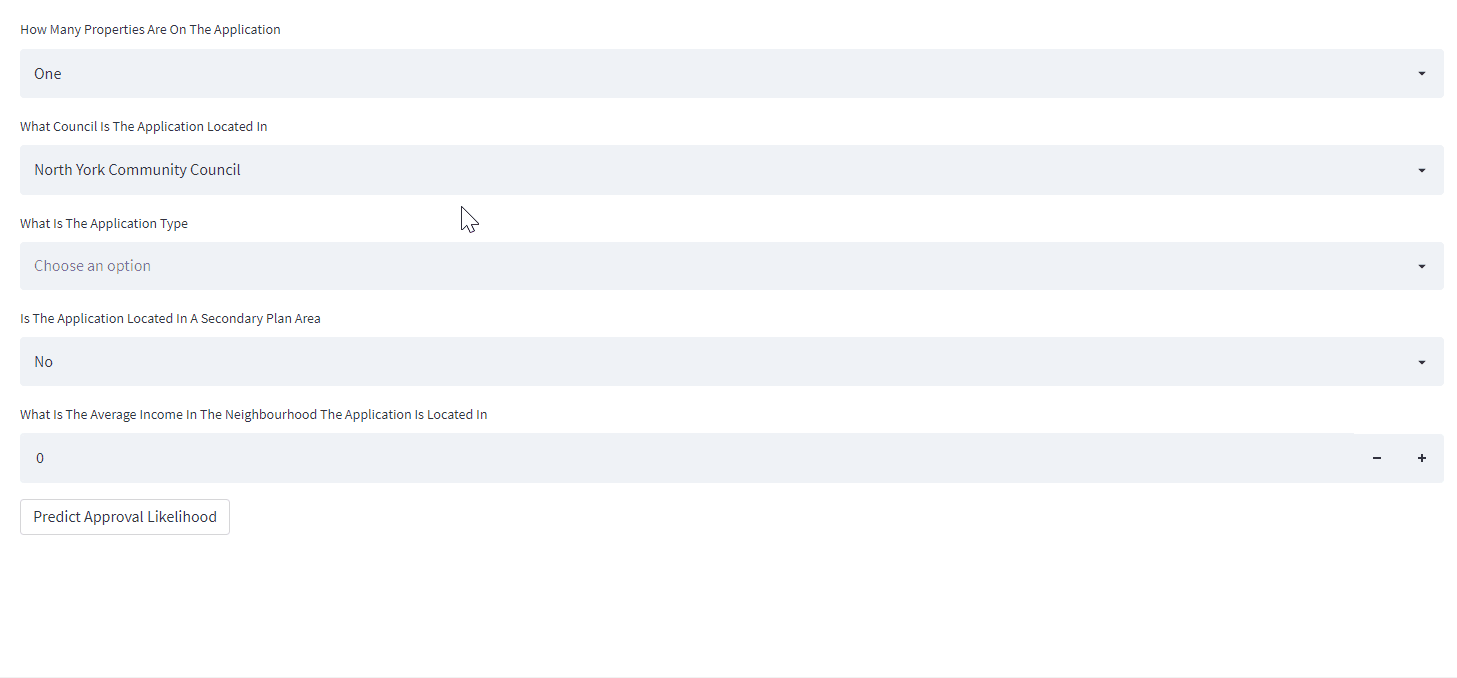 How Many Properties Are On The Application
One
What Council Is The Application Located In
North York Community Council
What Is The Application Type
Choose an option
Is The Application Located In A Secondary Plan Area
No
What Is The Average Income In The Neighbourhood The Application Is Located In
0
Predict Approval Likelihood